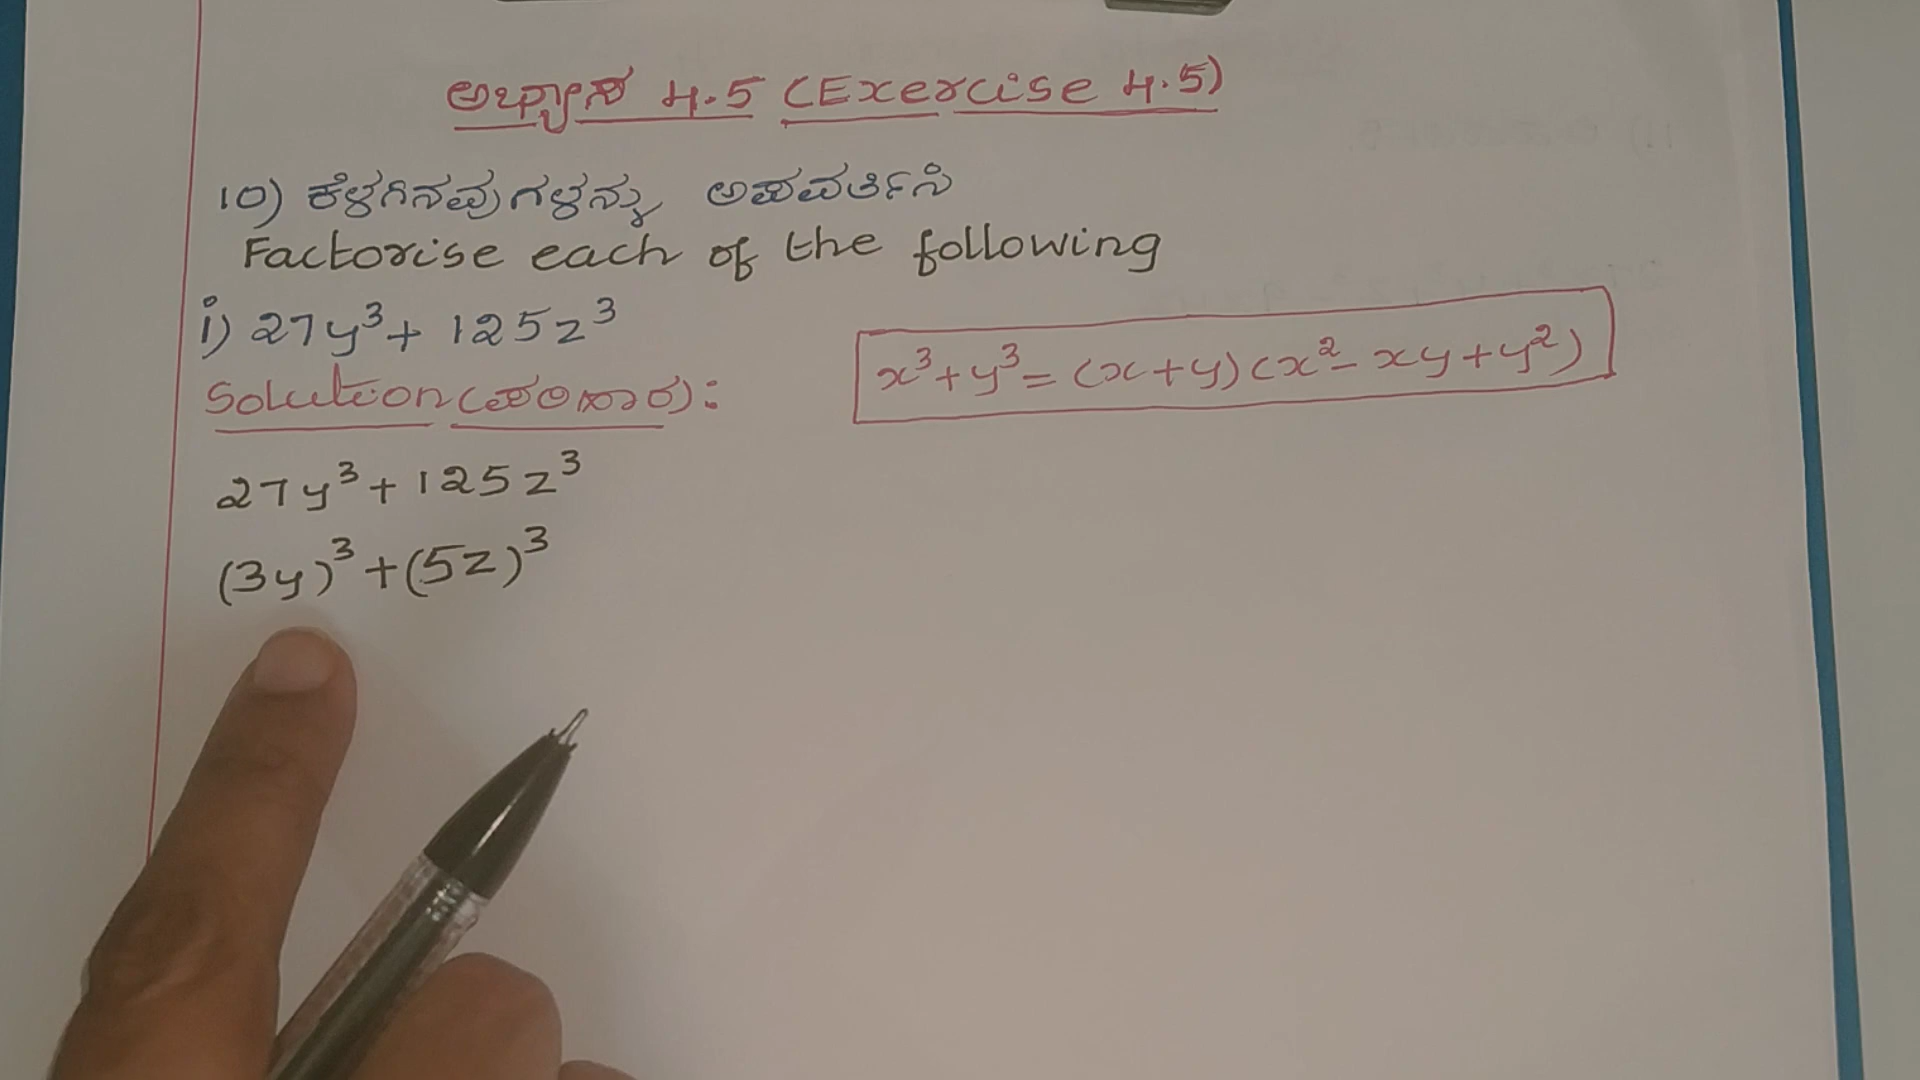 ಅಭ್ಯಾಸ 4.5 (Exercise 4.5)
10) ಕೆಳಗಿನವುಗಳನ್ನು ಅಪವರ್ತಿಸಿ
Factorise each of the following
i) 27y³ + 125z³
x³+y³ = (x+y)(x²-xy+y²)
Solution (ಪರಿಹಾರ):
27y³ + 125z³
(3y)³ + (5z)³